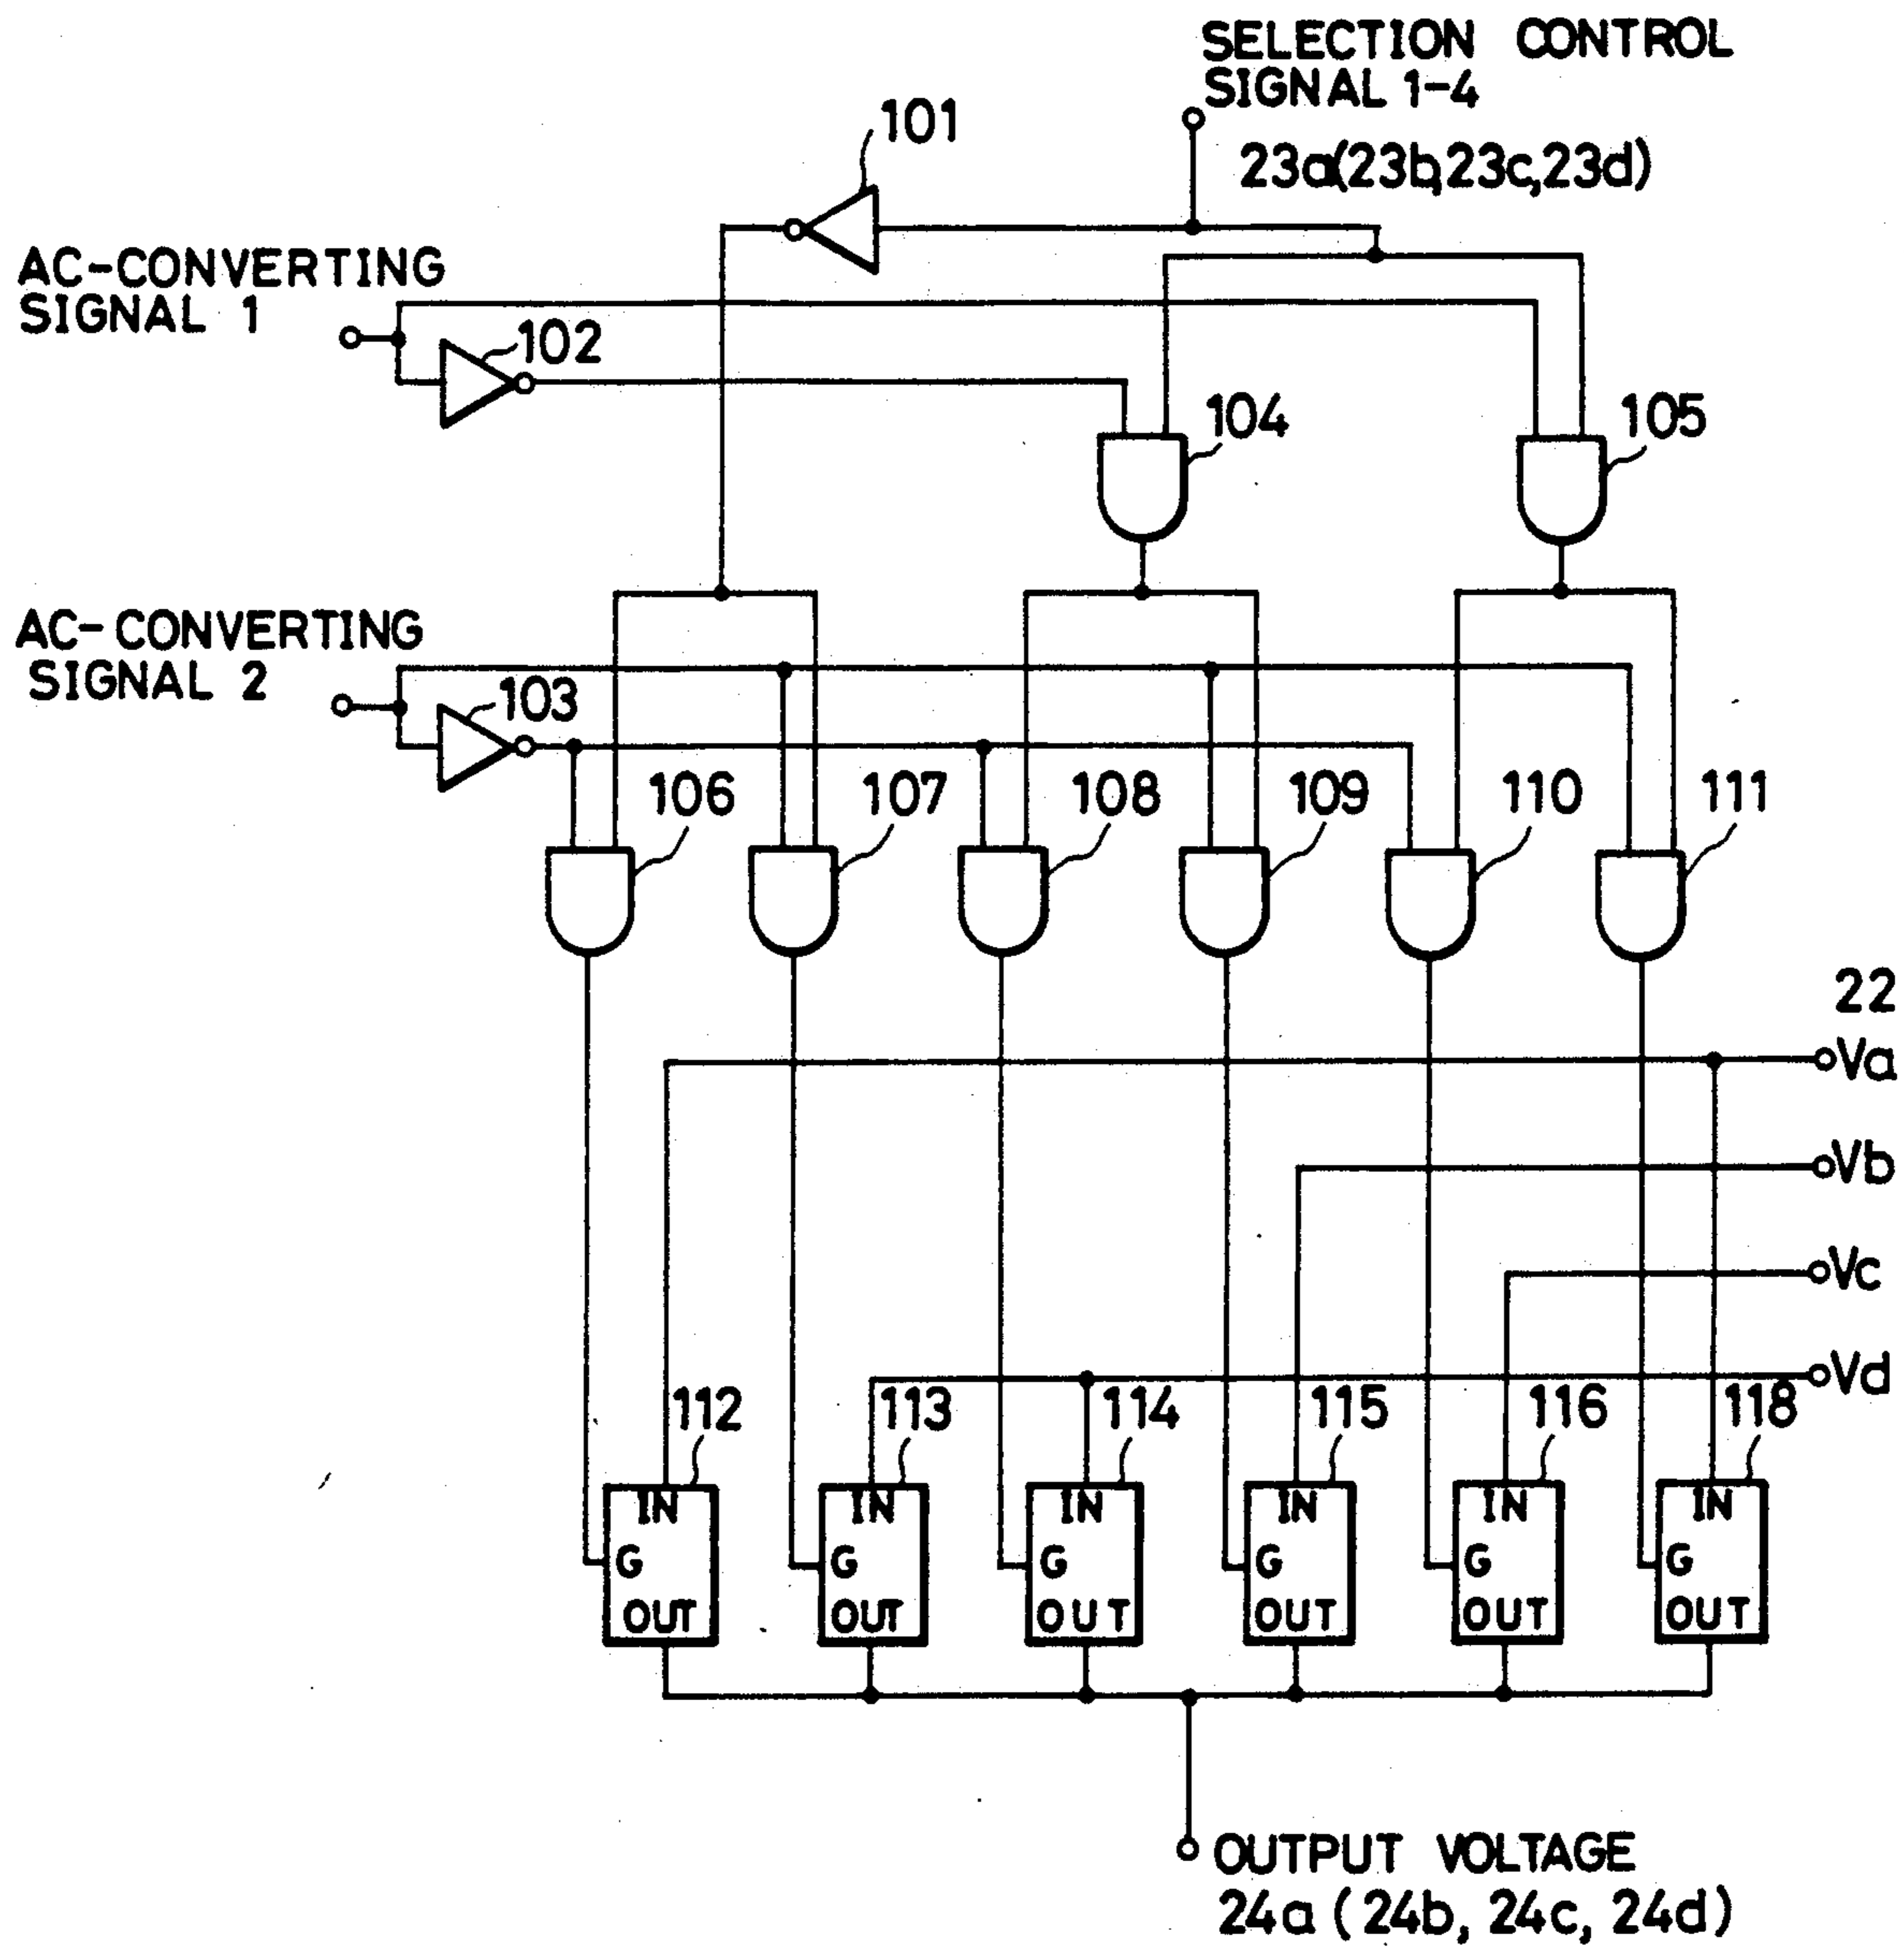 SELECTION CONTROL
SIGNAL 1-4
23a(23b,23c,23d)
101
AC-CONVERTING
SIGNAL 1
102
104
105
AC-CONVERTING
SIGNAL 2
103
106
107
108
109
110
111
22
Va
Vb
Vc
Vd
112
113
114
115
116
118
IN
G
OUT
IN
G
OUT
IN
G
OUT
IN
G
OUT
IN
G
OUT
IN
G
OUT
OUTPUT VOLTAGE
24a (24b, 24c, 24d)